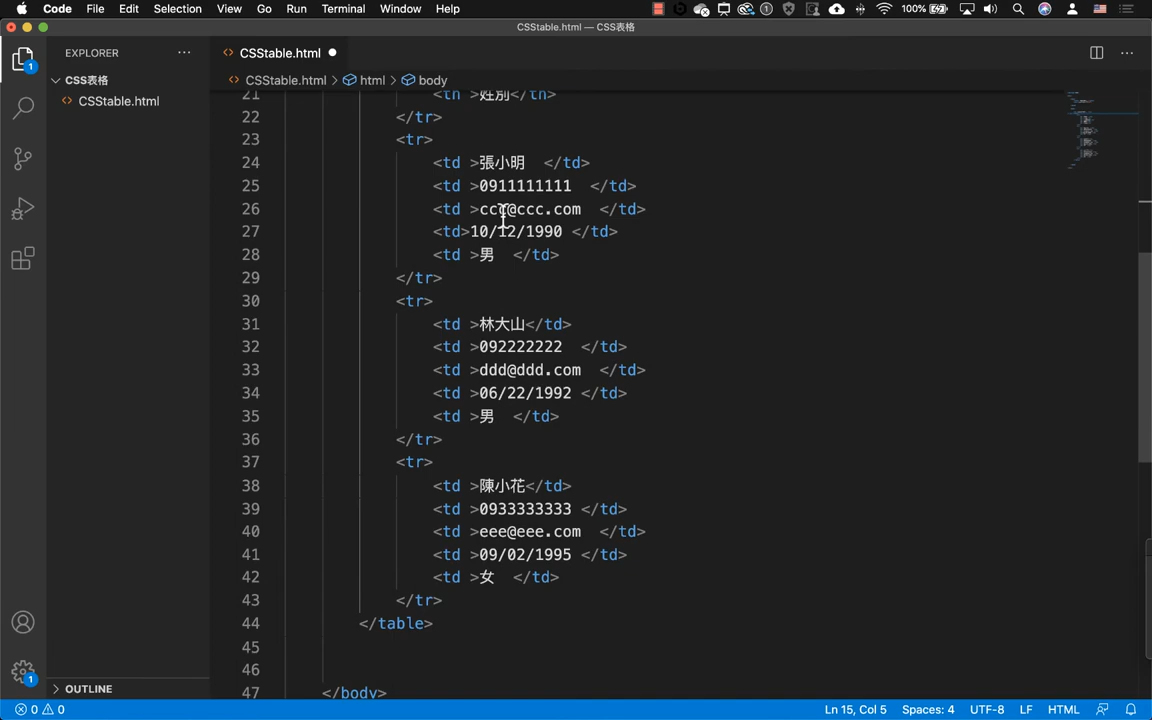 Code File Edit Selection View Go Run Terminal Window Help 100%
CSStable.html — CSS表格
EXPLORER ···
CSStable.html ●
CSS表格
CSStable.html > html > body
CSStable.html
21 <th >姓別</th>
22 </tr>
23 <tr>
24 <td >張小明  </td>
25 <td >0911111111  </td>
26 <td >ccc@ccc.com  </td>
27 <td>10/12/1990 </td>
28 <td >男  </td>
29 </tr>
30 <tr>
31 <td >林大山</td>
32 <td >092222222  </td>
33 <td >ddd@ddd.com  </td>
34 <td >06/22/1992 </td>
35 <td >男  </td>
36 </tr>
37 <tr>
38 <td >陳小花</td>
39 <td >0933333333 </td>
40 <td >eee@eee.com  </td>
41 <td >09/02/1995 </td>
42 <td >女  </td>
43 </tr>
44 </table>
45
46
47 </body>
1
1
OUTLINE
0 0 Ln 15, Col 5 Spaces: 4 UTF-8 LF HTML